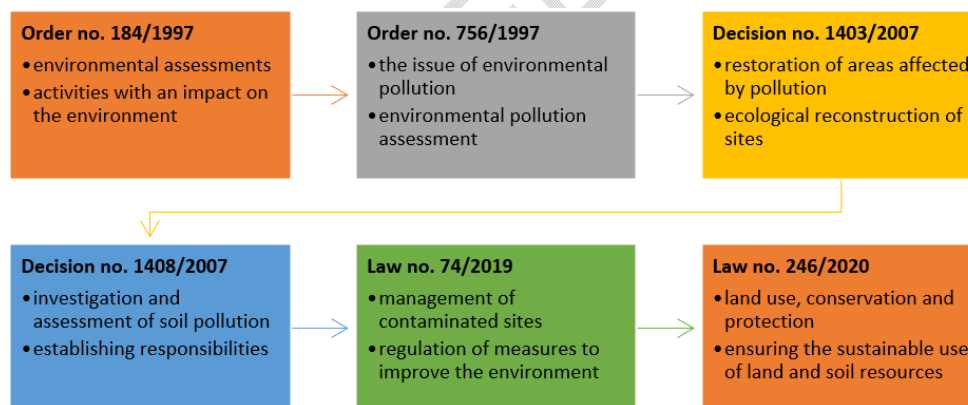 Order no. 184/1997
•environmental assessments
•activities with an impact on
the environment
Order no. 756/1997
•the issue of environmental
pollution
•environmental pollution
assessment
Decision no. 1403/2007
•restoration of areas affected
by pollution
•ecological reconstruction of
sites
Decision no. 1408/2007
•investigation and
assessment of soil pollution
•establishing responsibilities
Law no. 74/2019
•management of
contaminated sites
•regulation of measures to
improve the environment
Law no. 246/2020
•land use, conservation and
protection
•ensuring the sustainable use
of land and soil resources